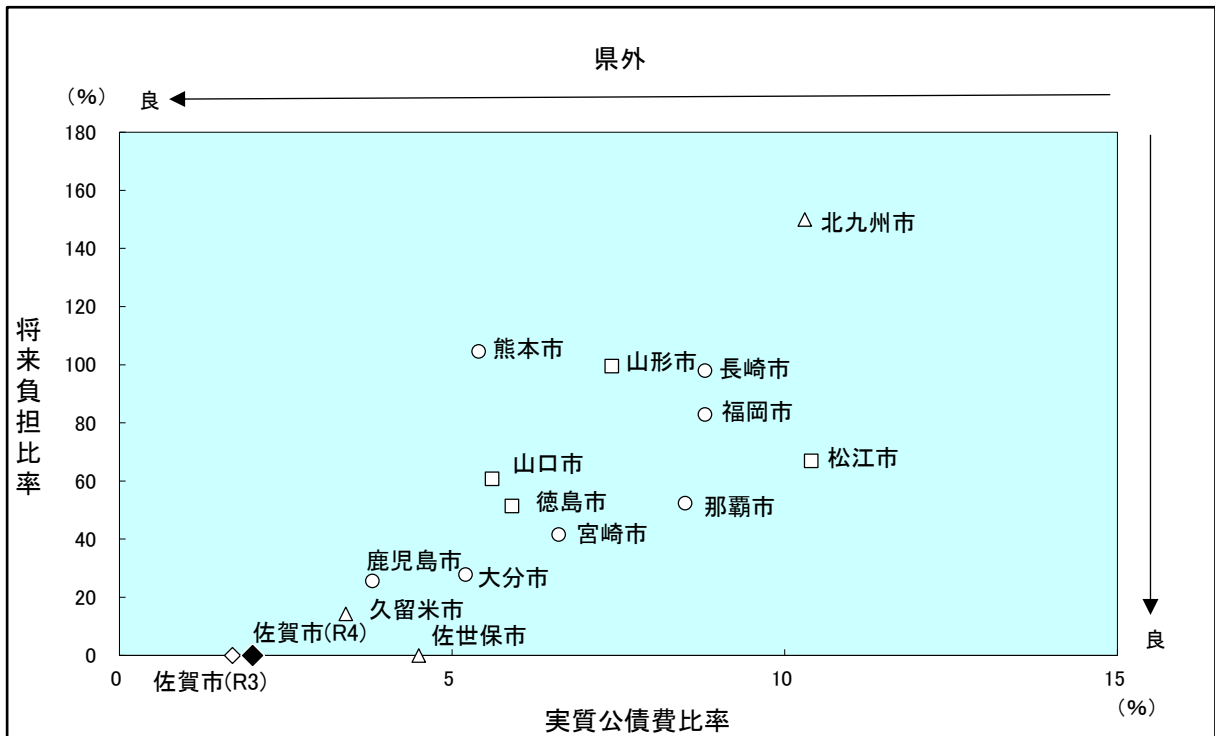 県外
（%） 良
180
160
140
120
100
80
60
40
20
0
将来負担比率
北九州市
熊本市
山形市
長崎市
福岡市
山口市
松江市
徳島市
那覇市
宮崎市
鹿児島市
大分市
久留米市
佐賀市(R4)
佐世保市
良
0 5 10 15
佐賀市(R3)
（%）
実質公債費比率